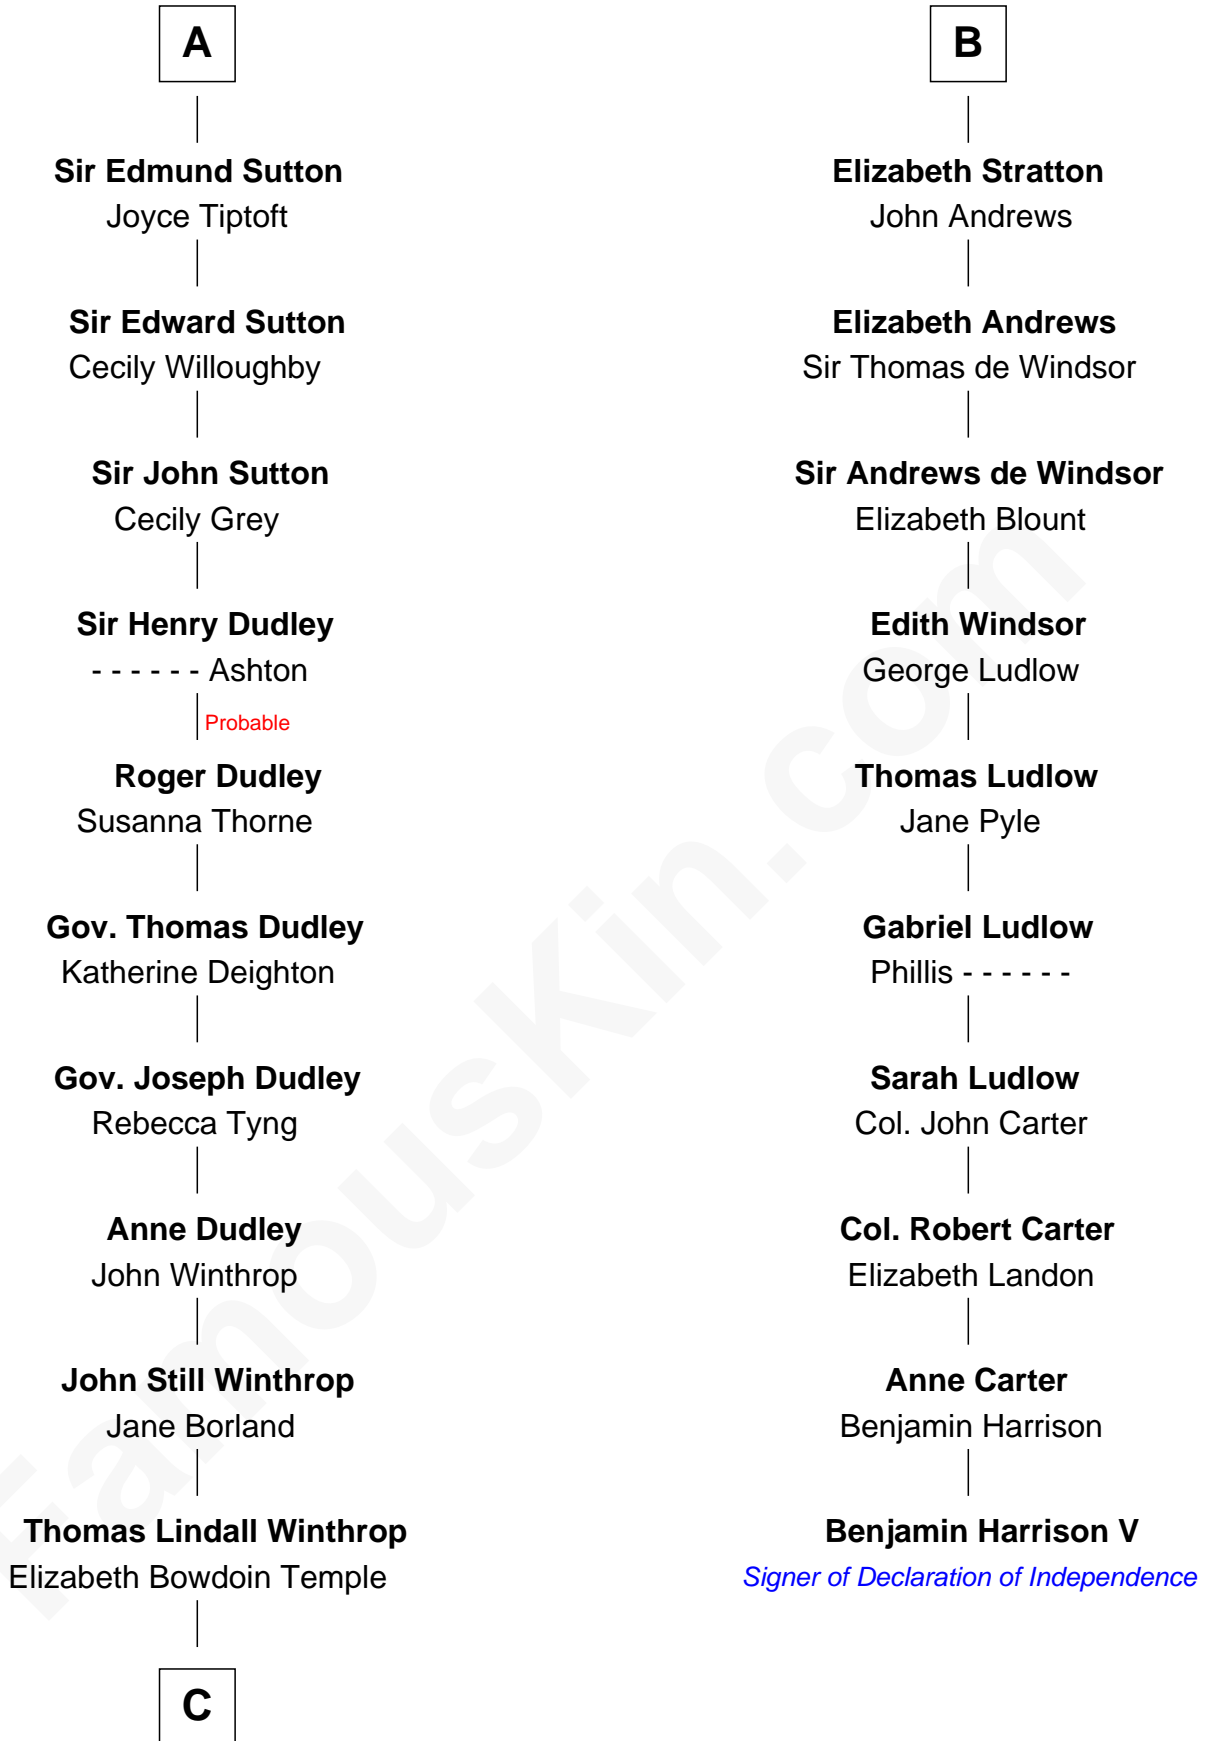 A
Sir Edmund Sutton
Joyce Tiptoft
Sir Edward Sutton
Cecily Willoughby
Sir John Sutton
Cecily Grey
Sir Henry Dudley
- - - - - - Ashton
Probable
Roger Dudley
Susanna Thorne
Gov. Thomas Dudley
Katherine Deighton
Gov. Joseph Dudley
Rebecca Tyng
Anne Dudley
John Winthrop
John Still Winthrop
Jane Borland
Thomas Lindall Winthrop
Elizabeth Bowdoin Temple
C
B
Elizabeth Stratton
John Andrews
Elizabeth Andrews
Sir Thomas de Windsor
Sir Andrews de Windsor
Elizabeth Blount
Edith Windsor
George Ludlow
Thomas Ludlow
Jane Pyle
Gabriel Ludlow
Phillis - - - - - -
Sarah Ludlow
Col. John Carter
Col. Robert Carter
Elizabeth Landon
Anne Carter
Benjamin Harrison
Benjamin Harrison V
Signer of Declaration of Independence
FamousKin.com